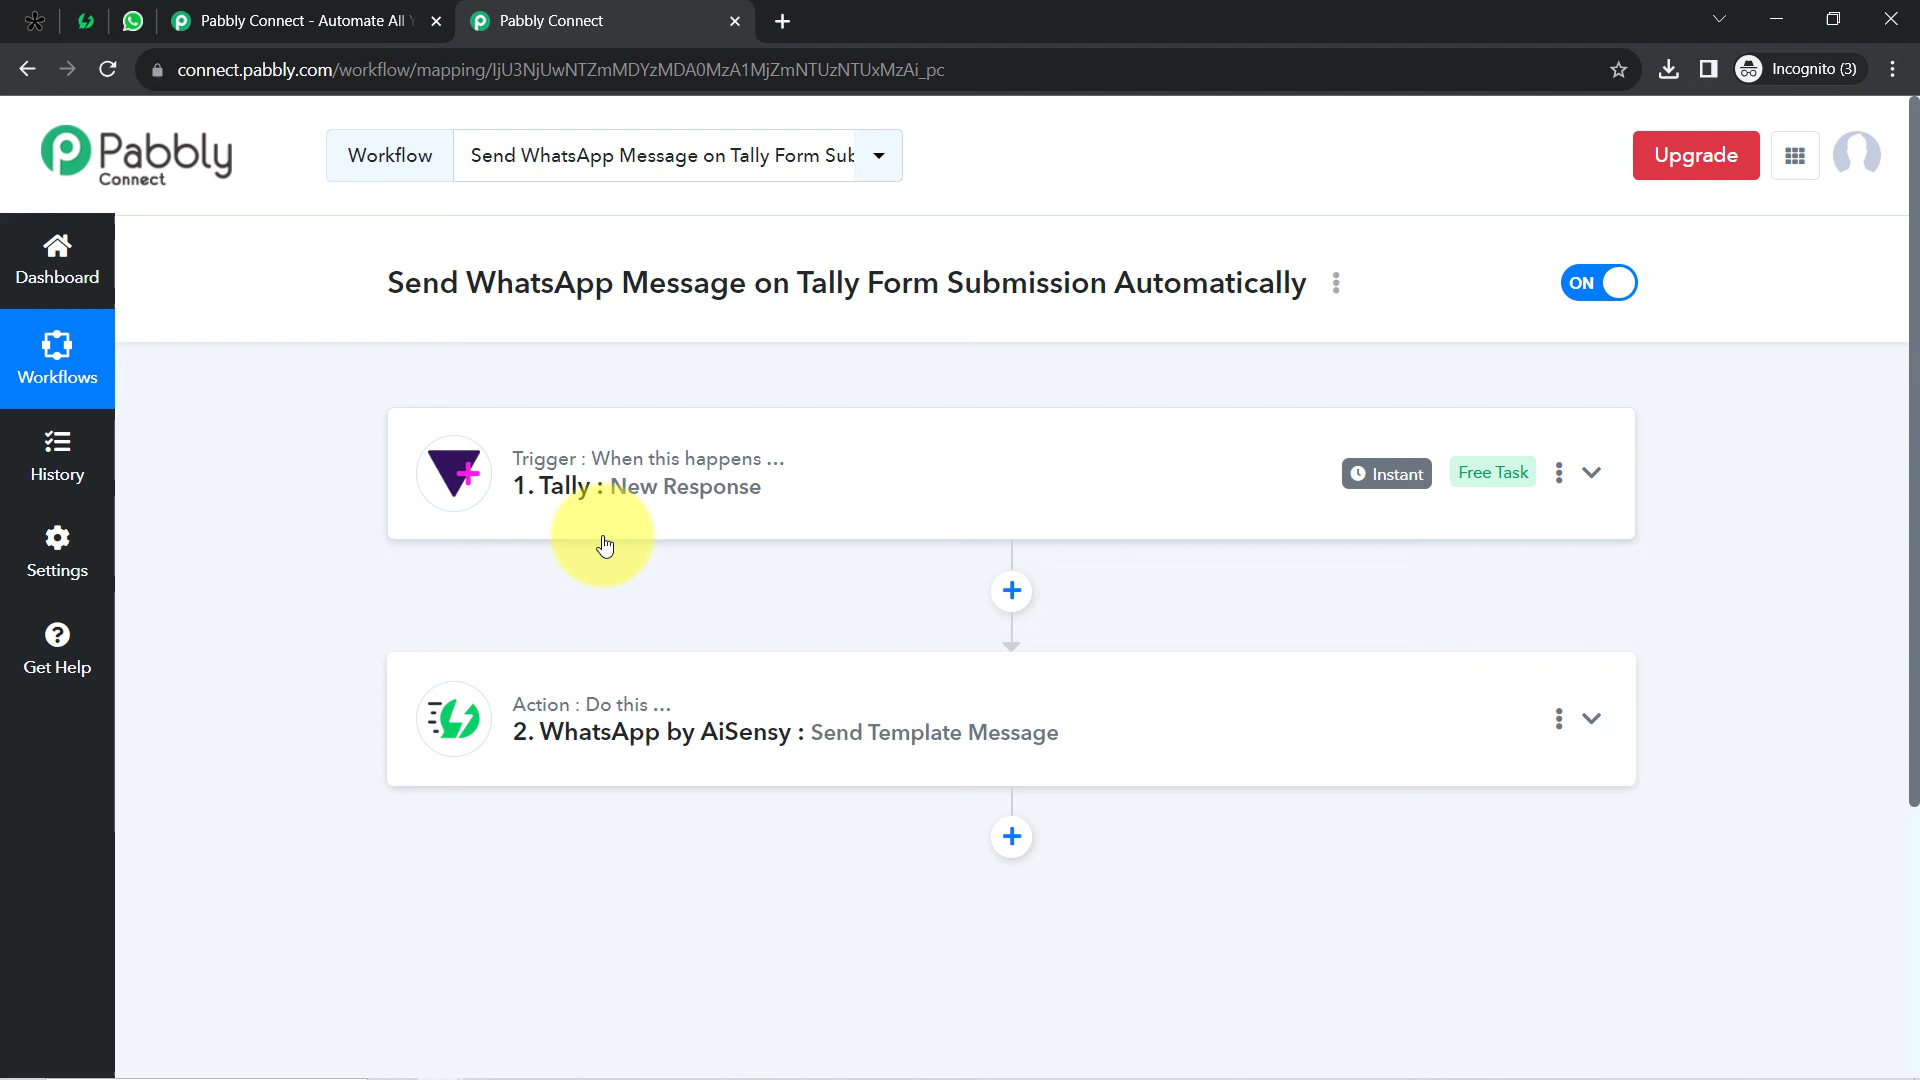 Pabbly Connect - Automate All
Pabbly Connect
connect.pabbly.com/workflow/mapping/IjU3NjUwNTZmMDYzMDA0MzA1MjZmNTUzNTUxMzAi_pc
Incognito (3)
Pabbly
Connect
Workflow
Send WhatsApp Message on Tally Form Sub
Upgrade
Dashboard
Workflows
History
Settings
Get Help
Send WhatsApp Message on Tally Form Submission Automatically
ON
Trigger : When this happens ...
1. Tally : New Response
Instant
Free Task
Action : Do this ...
2. WhatsApp by AiSensy : Send Template Message